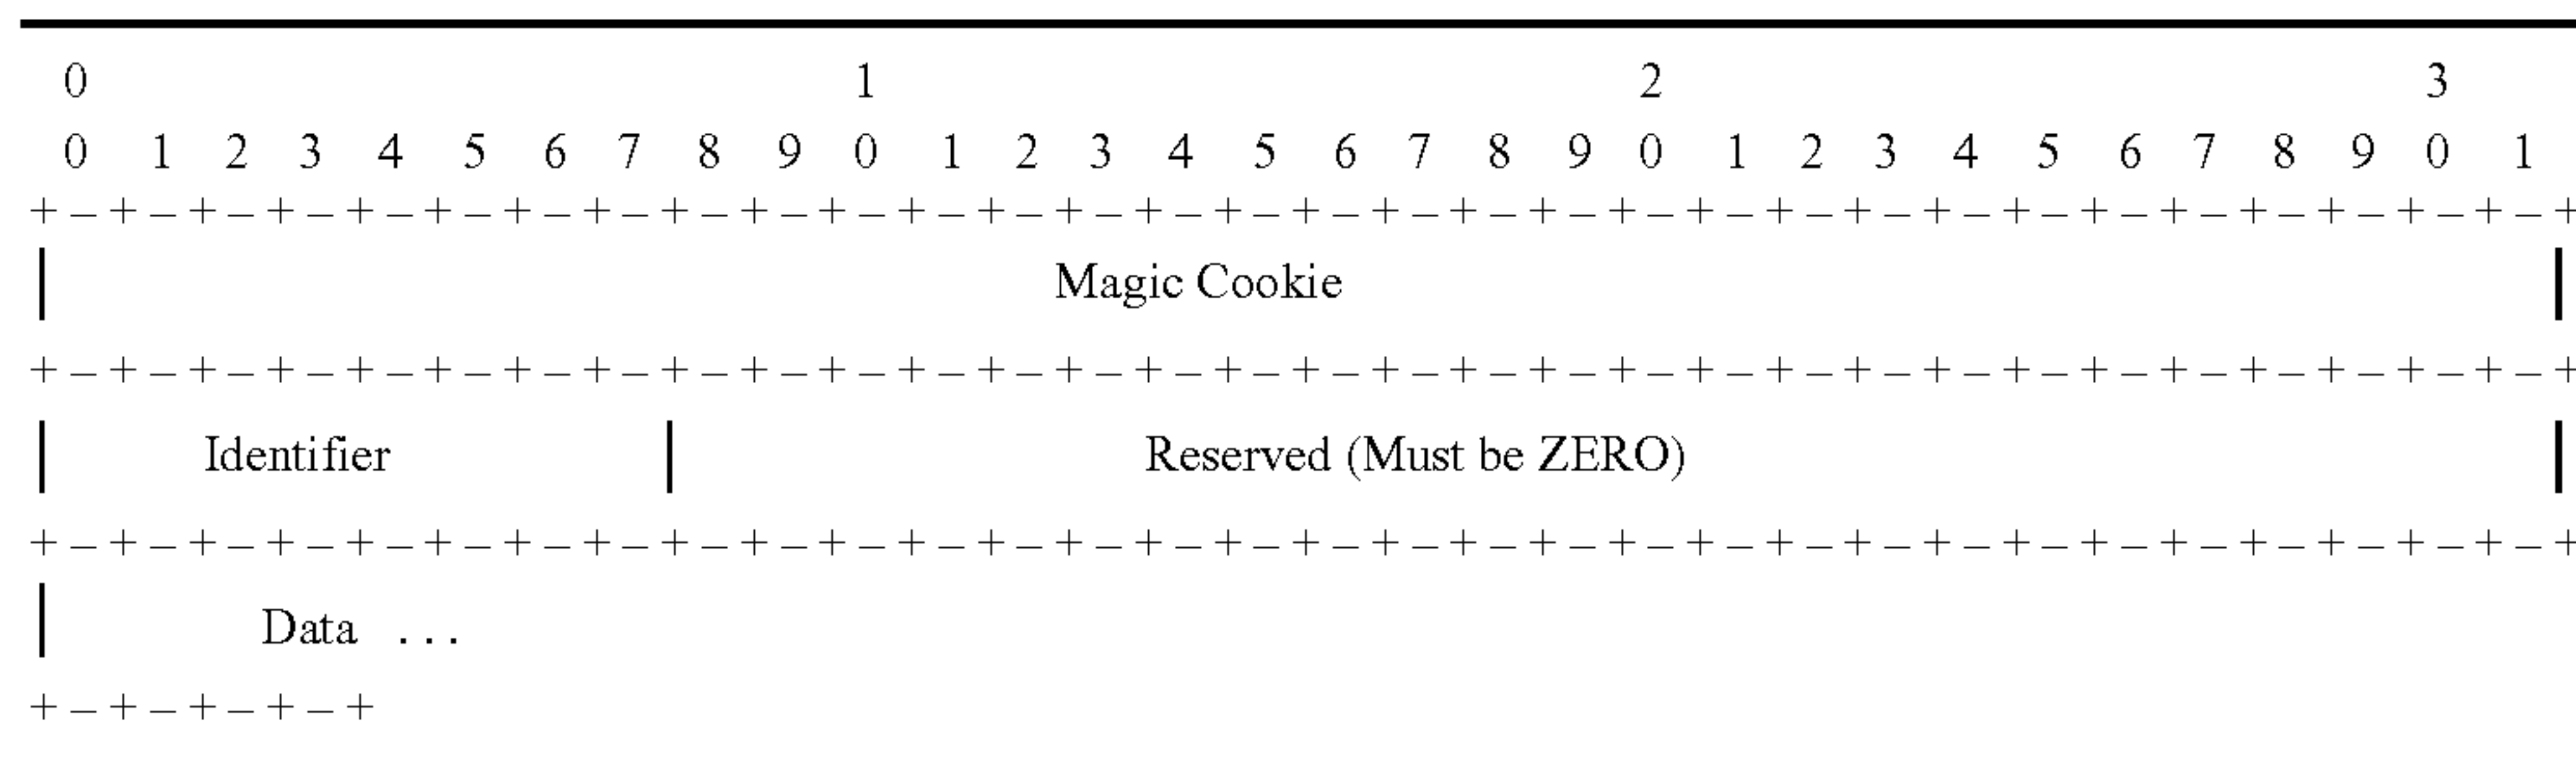 0 1 2 3
0 1 2 3 4 5 6 7 8 9 0 1 2 3 4 5 6 7 8 9 0 1 2 3 4 5 6 7 8 9 0 1
+–+–+–+–+–+–+–+–+–+–+–+–+–+–+–+–+–+–+–+–+–+–+–+–+–+–+–+–+–+–+–+–+
| Magic Cookie |
+–+–+–+–+–+–+–+–+–+–+–+–+–+–+–+–+–+–+–+–+–+–+–+–+–+–+–+–+–+–+–+–+
| Identifier | Reserved (Must be ZERO) |
+–+–+–+–+–+–+–+–+–+–+–+–+–+–+–+–+–+–+–+–+–+–+–+–+–+–+–+–+–+–+–+–+
| Data ...
+–+–+–+–+